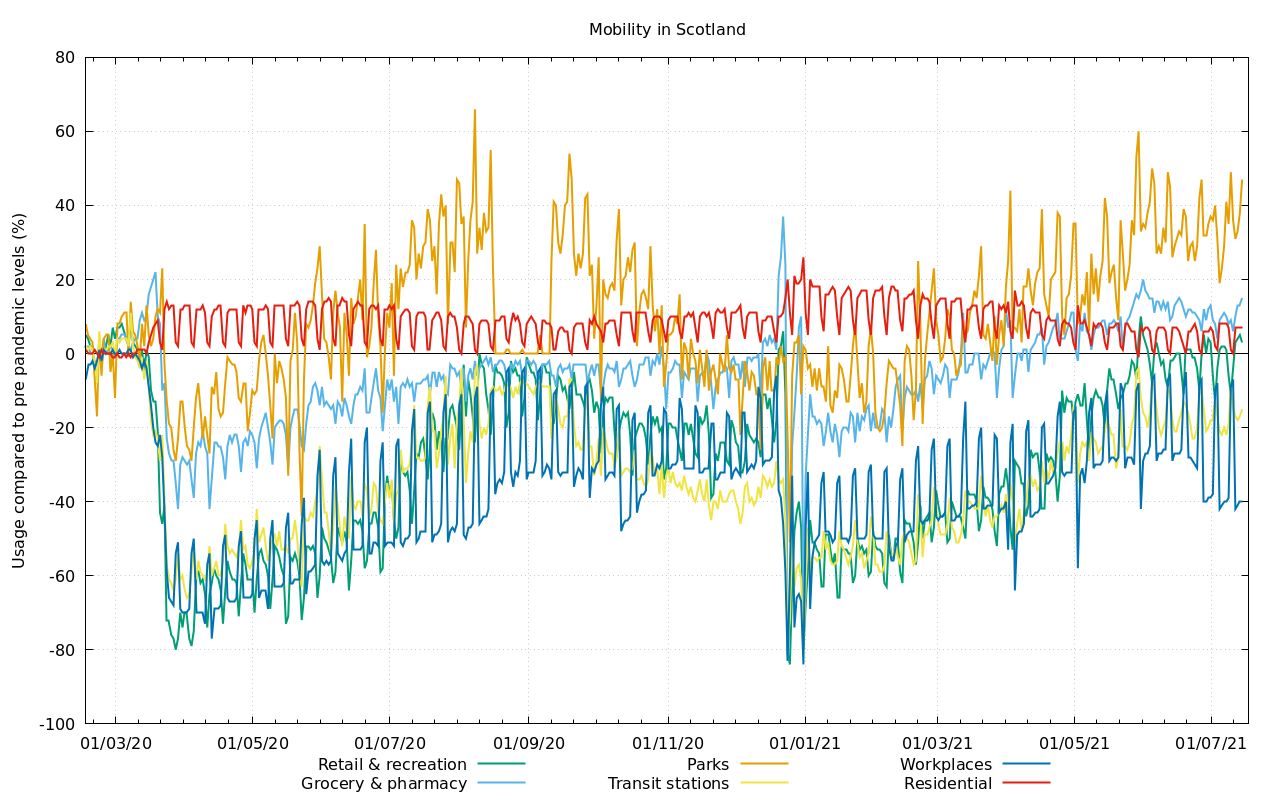 Mobility in Scotland
Usage compared to pre pandemic levels (%)
80
60
40
20
0
-20
-40
-60
-80
-100
01/03/20 01/05/20 01/07/20 01/09/20 01/11/20 01/01/21 01/03/21 01/05/21 01/07/21
Retail & recreation Parks Workplaces
Grocery & pharmacy Transit stations Residential